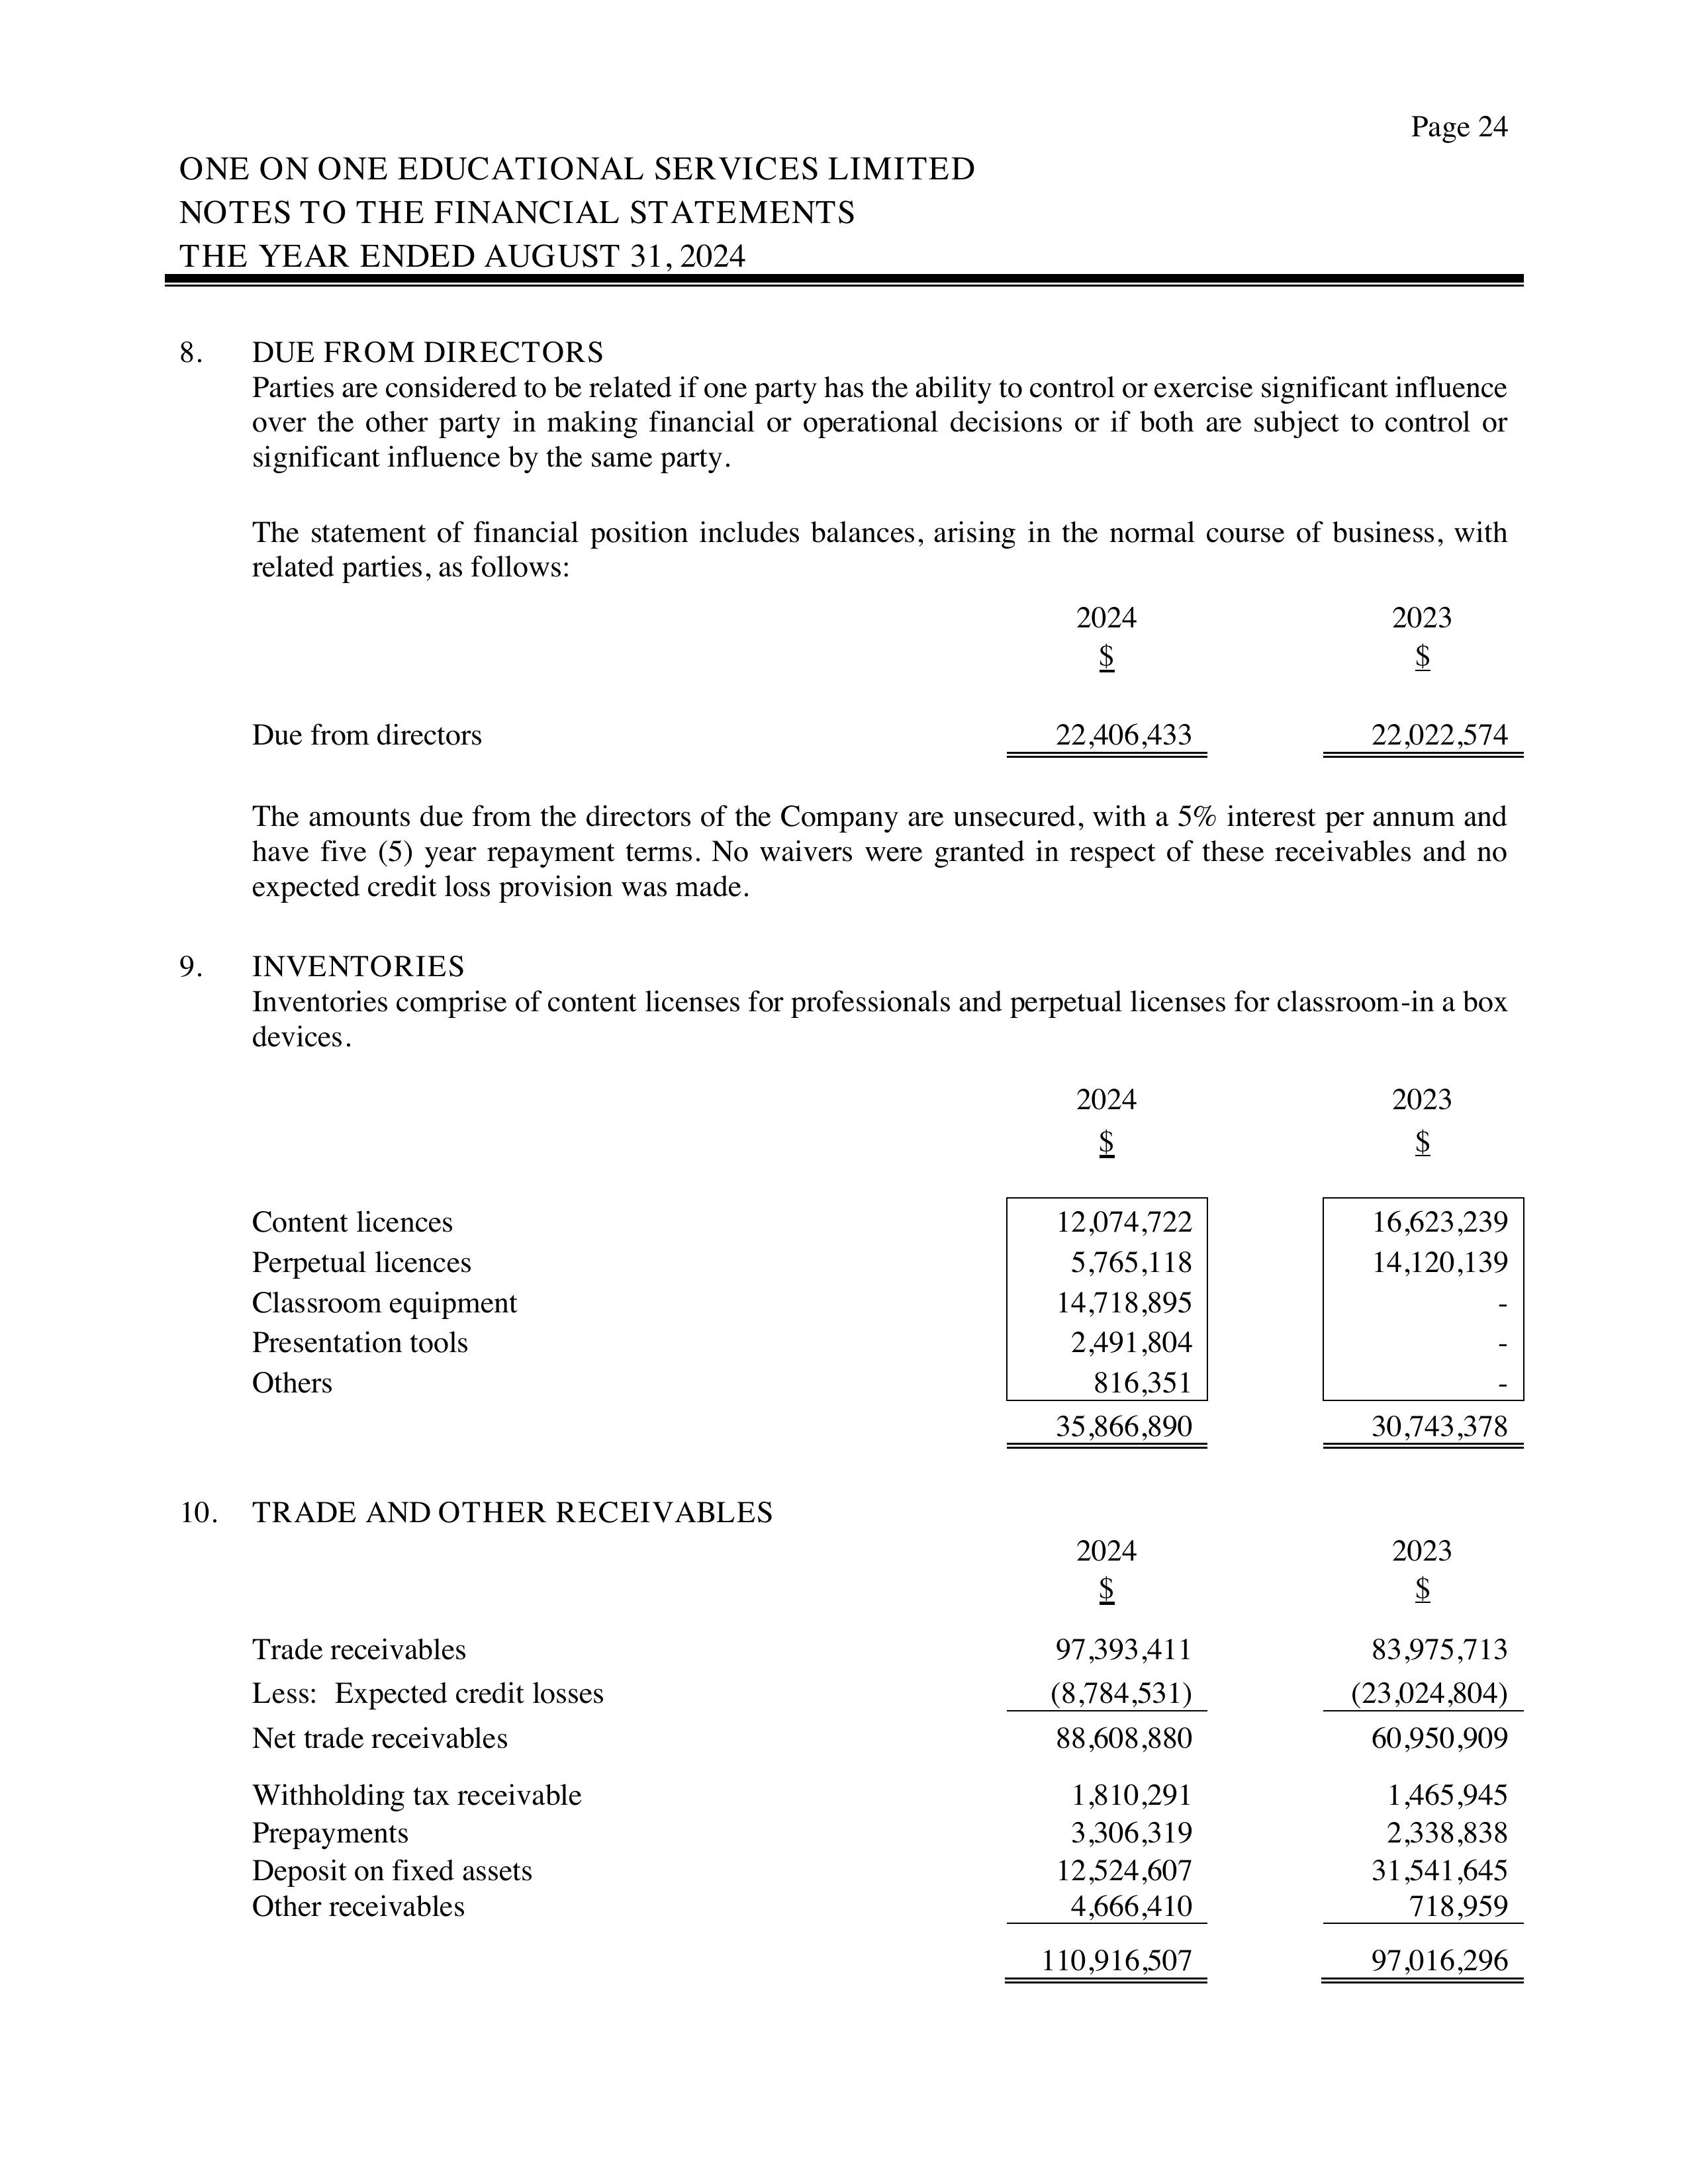 Page 24
ONE ON ONE EDUCATIONAL SERVICES LIMITED
NOTES TO THE FINANCIAL STATEMENTS
THE YEAR ENDED AUGUST 31, 2024
8. DUE FROM DIRECTORS
Parties are considered to be related if one party has the ability to control or exercise significant influence
over the other party in making financial or operational decisions or if both are subject to control or
significant influence by the same party.
The statement of financial position includes balances, arising in the normal course of business, with
related parties, as follows:
2024 2023
$ $
Due from directors 22,406,433 22,022,574
The amounts due from the directors of the Company are unsecured, with a 5% interest per annum and
have five (5) year repayment terms. No waivers were granted in respect of these receivables and no
expected credit loss provision was made.
9. INVENTORIES
Inventories comprise of content licenses for professionals and perpetual licenses for classroom-in a box
devices.
2024 2023
$ $
Content licences 12,074,722 16,623,239
Perpetual licences 5,765,118 14,120,139
Classroom equipment 14,718,895 -
Presentation tools 2,491,804 -
Others 816,351 -
35,866,890 30,743,378
10. TRADE AND OTHER RECEIVABLES
2024 2023
$ $
Trade receivables 97,393,411 83,975,713
Less: Expected credit losses (8,784,531) (23,024,804)
Net trade receivables 88,608,880 60,950,909
Withholding tax receivable 1,810,291 1,465,945
Prepayments 3,306,319 2,338,838
Deposit on fixed assets 12,524,607 31,541,645
Other receivables 4,666,410 718,959
110,916,507 97,016,296